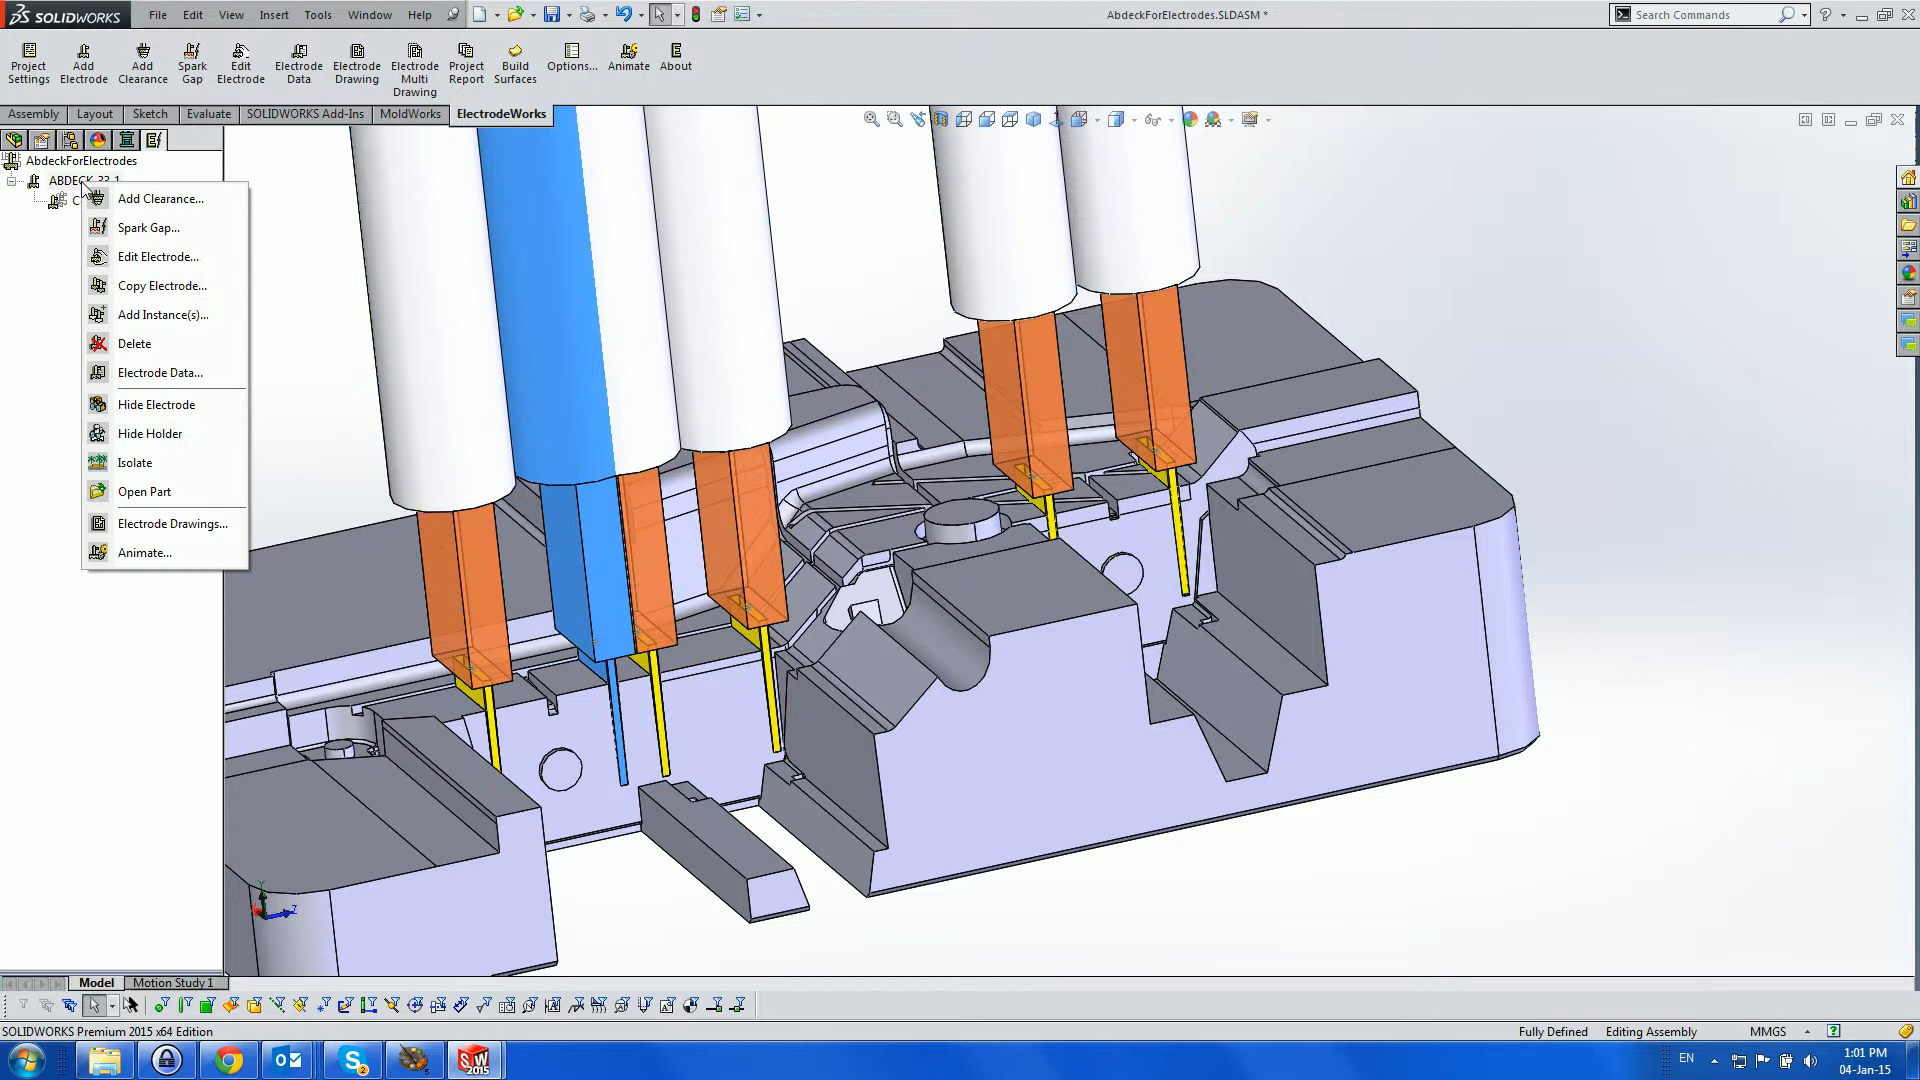 SOLIDWORKS File Edit View Insert Tools Window Help AbdeckForElectrodes.SLDASM * Search Commands
Project Settings
Add Electrode
Add Clearance
Spark Gap
Edit Electrode
Electrode Data
Electrode Drawing
Electrode Multi Drawing
Project Report
Build Surfaces
Options...
Animate
About
Assembly Layout Sketch Evaluate SOLIDWORKS Add-Ins MoldWorks ElectrodeWorks
AbdeckForElectrodes
ABDECK-33-1
C
Add Clearance...
Spark Gap...
Edit Electrode...
Copy Electrode...
Add Instance(s)...
Delete
Electrode Data...
Hide Electrode
Hide Holder
Isolate
Open Part
Electrode Drawings...
Animate...
Y
Z
Model Motion Study 1
SOLIDWORKS Premium 2015 x64 Edition Fully Defined Editing Assembly MMGS
EN 1:01 PM
04-Jan-15